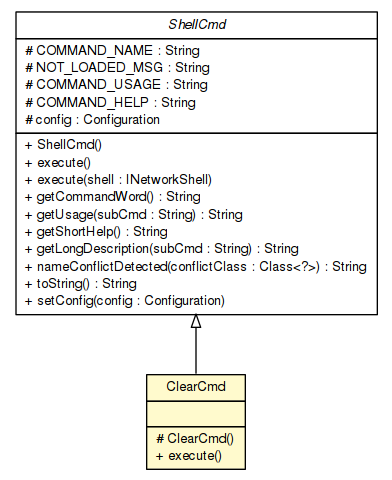 ShellCmd
# COMMAND_NAME : String
# NOT_LOADED_MSG : String
# COMMAND_USAGE : String
# COMMAND_HELP : String
# config : Configuration
+ ShellCmd()
+ execute()
+ execute(shell : INetworkShell)
+ getCommandWord() : String
+ getUsage(subCmd : String) : String
+ getShortHelp() : String
+ getLongDescription(subCmd : String) : String
+ nameConflictDetected(conflictClass : Class<?>) : String
+ toString() : String
+ setConfig(config : Configuration)
ClearCmd
# ClearCmd()
+ execute()